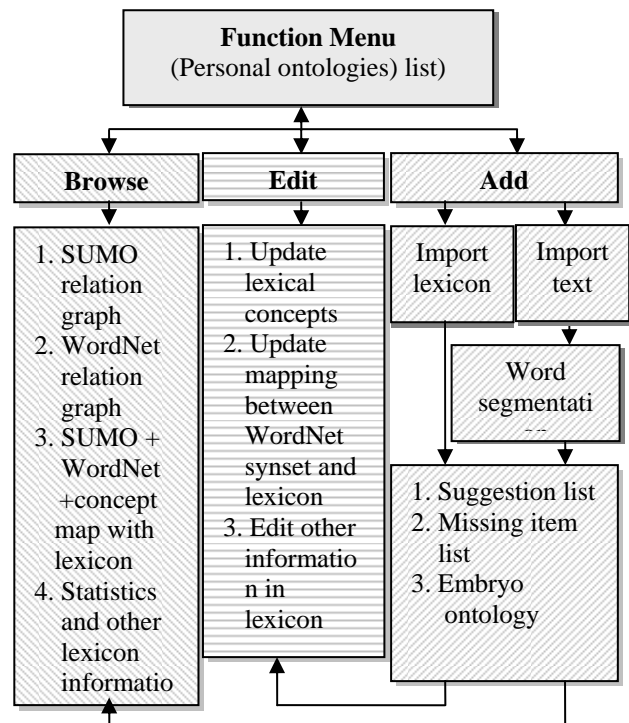 Function Menu
(Personal ontologies) list)
Browse
Edit
Add
1. SUMO
relation
graph
2. WordNet
relation
graph
3. SUMO +
WordNet
+concept
map with
lexicon
4. Statistics
and other
lexicon
informatio
1. Update
lexical
concepts
2. Update
mapping
between
WordNet
synset and
lexicon
3. Edit other
informatio
n in
lexicon
Import
lexicon
Import
text
Word
segmentati
1. Suggestion list
2. Missing item
list
3. Embryo
ontology